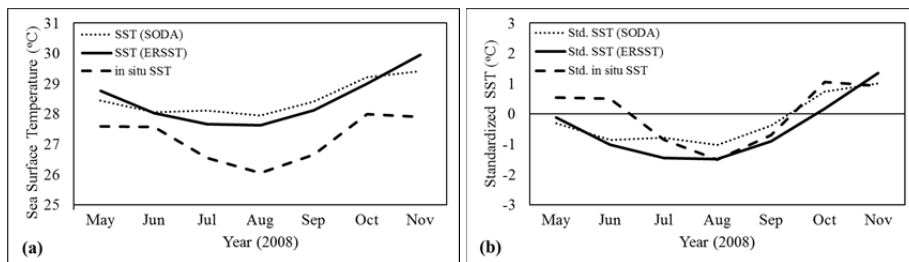 31
30
29
28
27
26
25
Sea Surface Temperature (°C)
SST (SODA)
SST (ERSST)
in situ SST
May Jun Jul Aug Sep Oct Nov
Year (2008)
(a)
3
2
1
0
-1
-2
-3
Standardized SST (°C)
Std. SST (SODA)
Std. SST (ERSST)
Std. in situ SST
May Jun Jul Aug Sep Oct Nov
Year (2008)
(b)